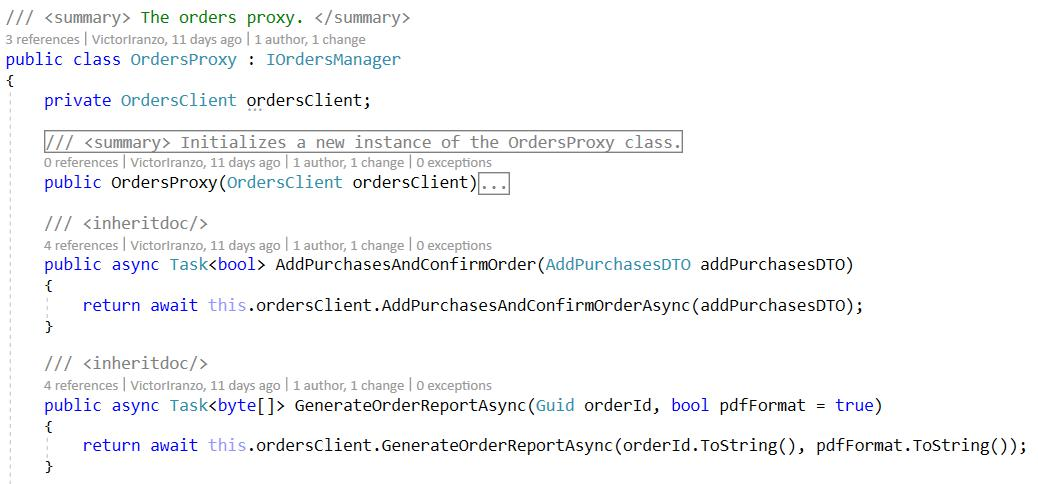 /// <summary> The orders proxy. </summary>
3 references | VictorIranzo, 11 days ago | 1 author, 1 change
public class OrdersProxy : IOrdersManager
{
private OrdersClient ordersClient;
/// <summary> Initializes a new instance of the OrdersProxy class.
0 references | VictorIranzo, 11 days ago | 1 author, 1 change | 0 exceptions
public OrdersProxy(OrdersClient ordersClient)...
/// <inheritdoc/>
4 references | VictorIranzo, 11 days ago | 1 author, 1 change | 0 exceptions
public async Task<bool> AddPurchasesAndConfirmOrder(AddPurchasesDTO addPurchasesDTO)
{
return await this.ordersClient.AddPurchasesAndConfirmOrderAsync(addPurchasesDTO);
}
/// <inheritdoc/>
4 references | VictorIranzo, 11 days ago | 1 author, 1 change | 0 exceptions
public async Task<byte[]> GenerateOrderReportAsync(Guid orderId, bool pdfFormat = true)
{
return await this.ordersClient.GenerateOrderReportAsync(orderId.ToString(), pdfFormat.ToString());
}